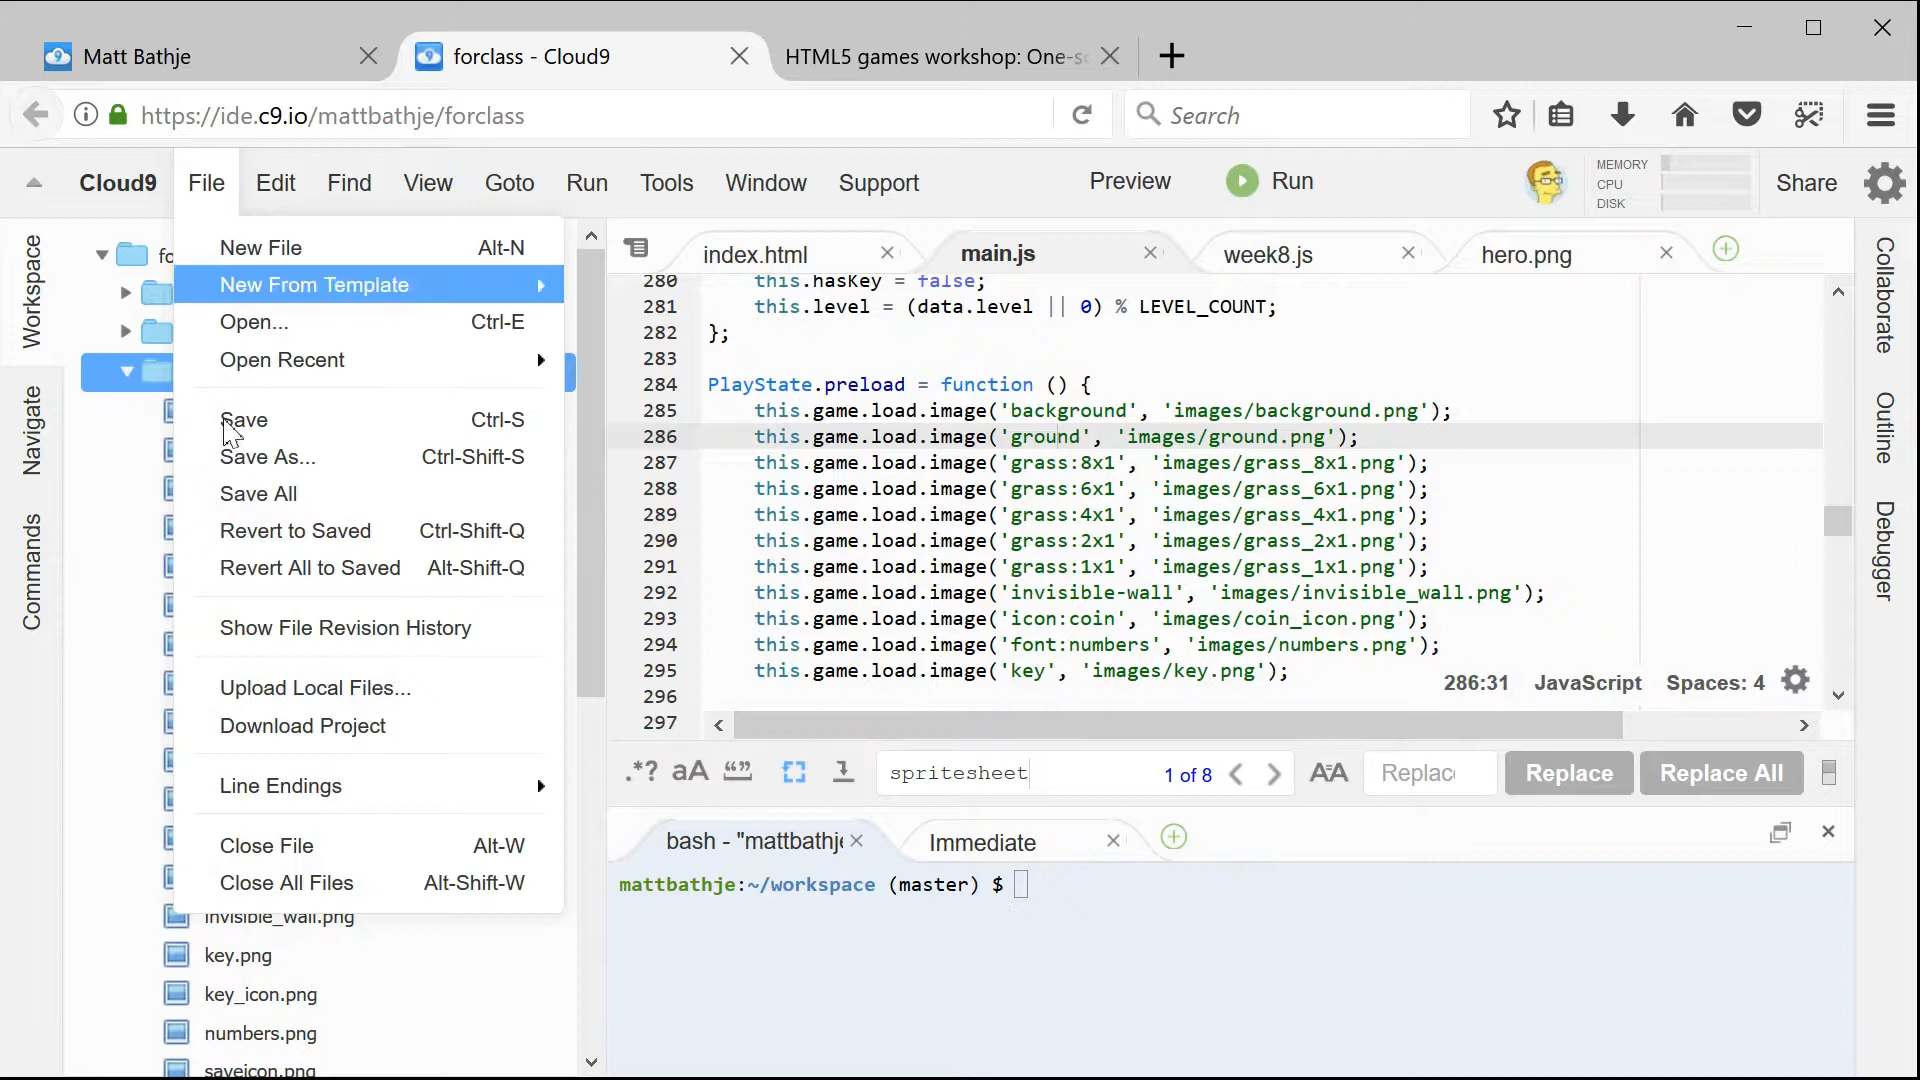 Matt Bathje
forclass - Cloud9
HTML5 games workshop: One-sc
https://ide.c9.io/mattbathje/forclass
Search
Cloud9 File Edit Find View Goto Run Tools Window Support Preview Run MEMORY CPU DISK Share
Workspace
Navigate
Commands
New File Alt-N
New From Template
Open... Ctrl-E
Open Recent
Save Ctrl-S
Save As... Ctrl-Shift-S
Save All
Revert to Saved Ctrl-Shift-Q
Revert All to Saved Alt-Shift-Q
Show File Revision History
Upload Local Files...
Download Project
Line Endings
Close File Alt-W
Close All Files Alt-Shift-W
invisible_wall.png
key.png
key_icon.png
numbers.png
saveicon.png
index.html main.js week8.js hero.png
280 this.hasKey = false;
281 this.level = (data.level || 0) % LEVEL_COUNT;
282 };
283
284 PlayState.preload = function () {
285 this.game.load.image('background', 'images/background.png');
286 this.game.load.image('ground', 'images/ground.png');
287 this.game.load.image('grass:8x1', 'images/grass_8x1.png');
288 this.game.load.image('grass:6x1', 'images/grass_6x1.png');
289 this.game.load.image('grass:4x1', 'images/grass_4x1.png');
290 this.game.load.image('grass:2x1', 'images/grass_2x1.png');
291 this.game.load.image('grass:1x1', 'images/grass_1x1.png');
292 this.game.load.image('invisible-wall', 'images/invisible_wall.png');
293 this.game.load.image('icon:coin', 'images/coin_icon.png');
294 this.game.load.image('font:numbers', 'images/numbers.png');
295 this.game.load.image('key', 'images/key.png');
296
297
286:31 JavaScript Spaces: 4
.*? aA “” spritesheet 1 of 8 AA Replace Replace All
bash - "mattbathje Immediate
mattbathje:~/workspace (master) $
Collaborate
Outline
Debugger